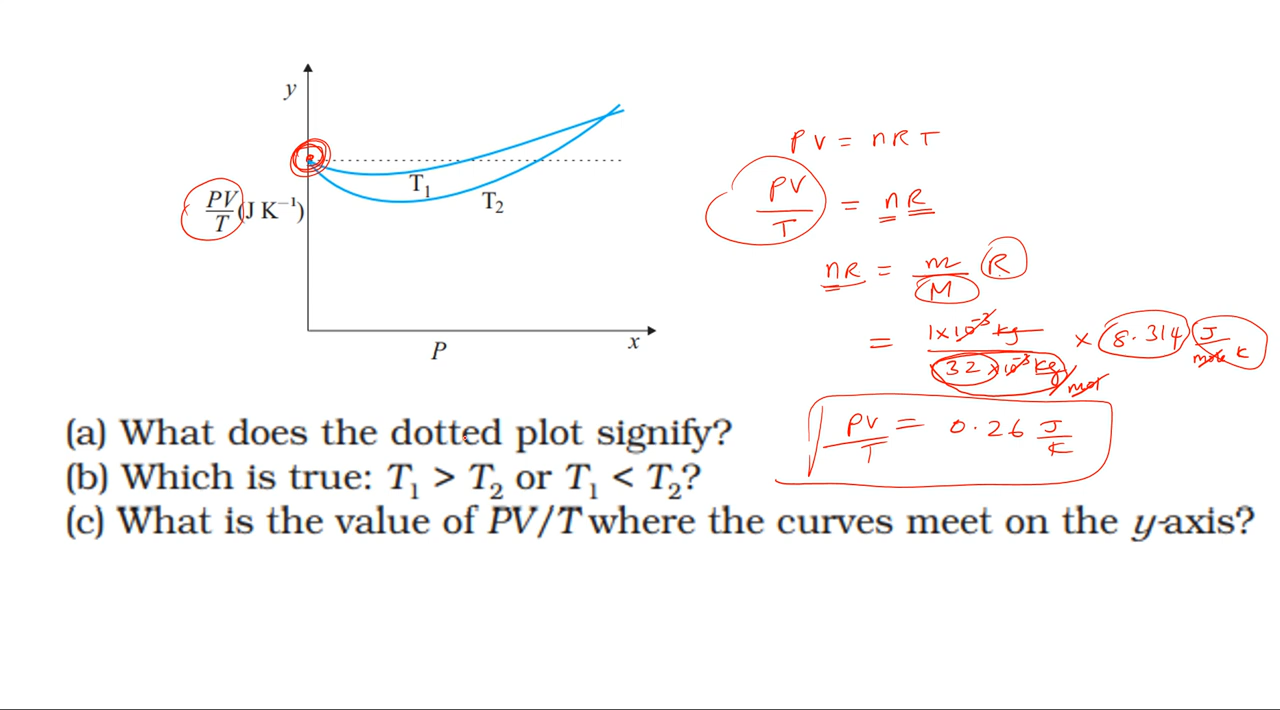 y
PV/T (J K⁻¹)
T₁
T₂
P
x
PV = nRT
PV/T = nR
nR = m/M R
= 1×10⁻³ kg / 32×10⁻³ kg/mol × 8.314 J/mole K
PV/T = 0.26 J/K
(a) What does the dotted plot signify?
(b) Which is true: T₁ > T₂ or T₁ < T₂?
(c) What is the value of PV/T where the curves meet on the y-axis?